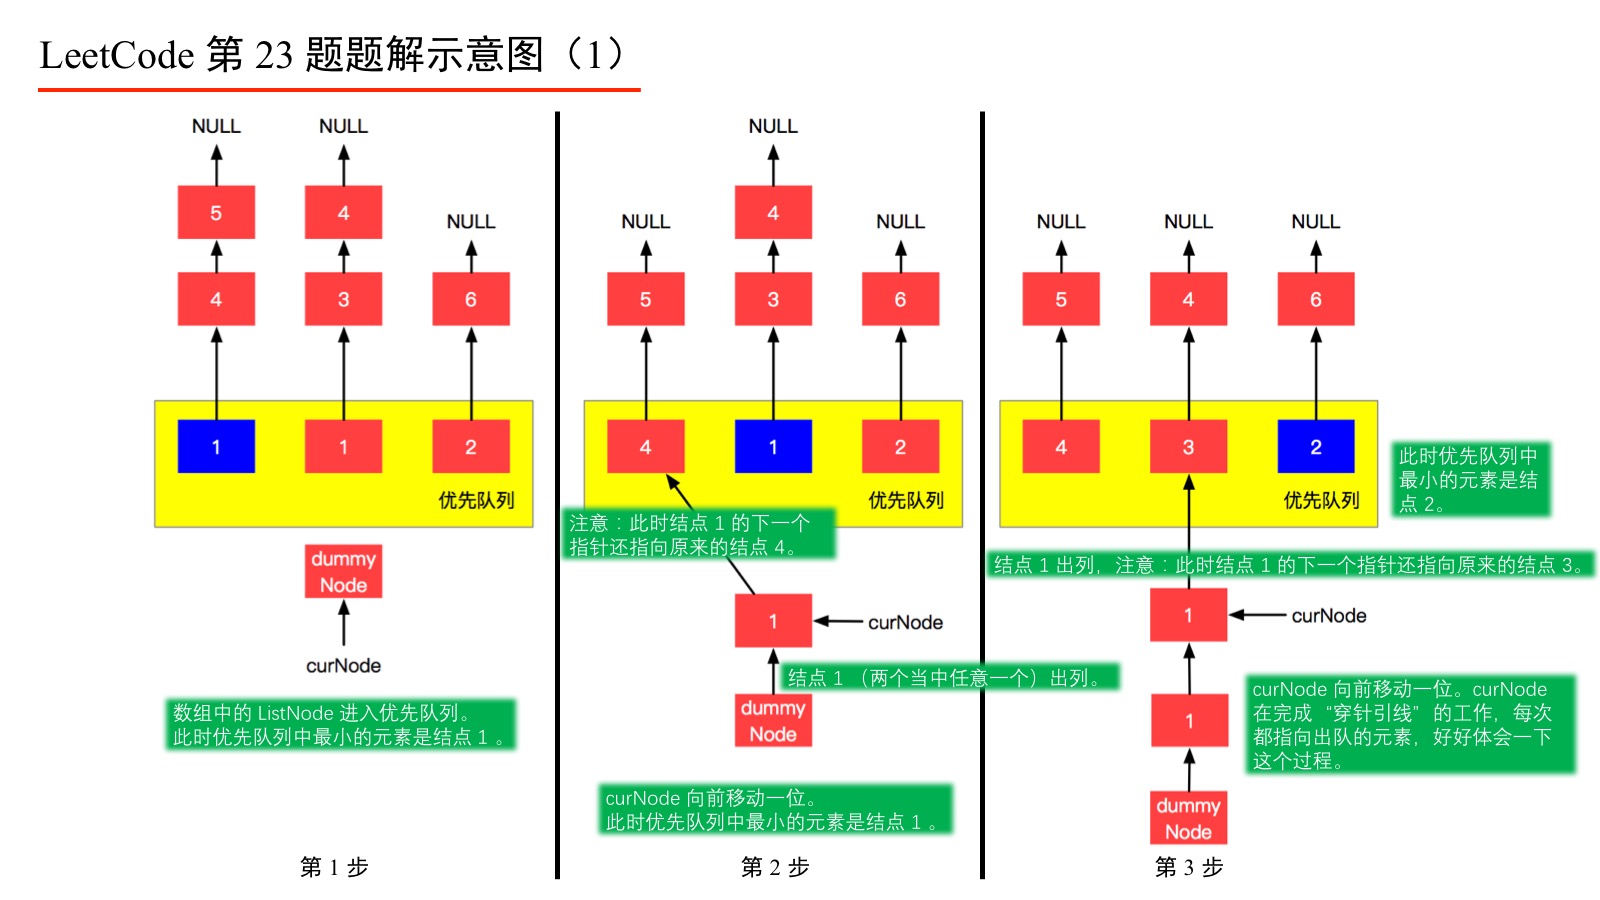 LeetCode 第 23 题题解示意图（1）
NULL
NULL
5
4
NULL
4
3
6
1
1
2
优先队列
dummy
Node
curNode
数组中的 ListNode 进入优先队列。
此时优先队列中最小的元素是结点 1 。
第 1 步
NULL
4
NULL
NULL
5
3
6
4
1
2
优先队列
注意：此时结点 1 的下一个
指针还指向原来的结点 4。
1
curNode
结点 1 （两个当中任意一个）出列。
dummy
Node
curNode 向前移动一位。
此时优先队列中最小的元素是结点 1 。
第 2 步
NULL
NULL
NULL
5
4
6
4
3
2
优先队列
此时优先队列中
最小的元素是结
点 2。
结点 1 出列，注意：此时结点 1 的下一个指针还指向原来的结点 3。
1
curNode
1
curNode 向前移动一位。curNode
在完成“穿针引线”的工作，每次
都指向出队的元素，好好体会一下
这个过程。
dummy
Node
第 3 步